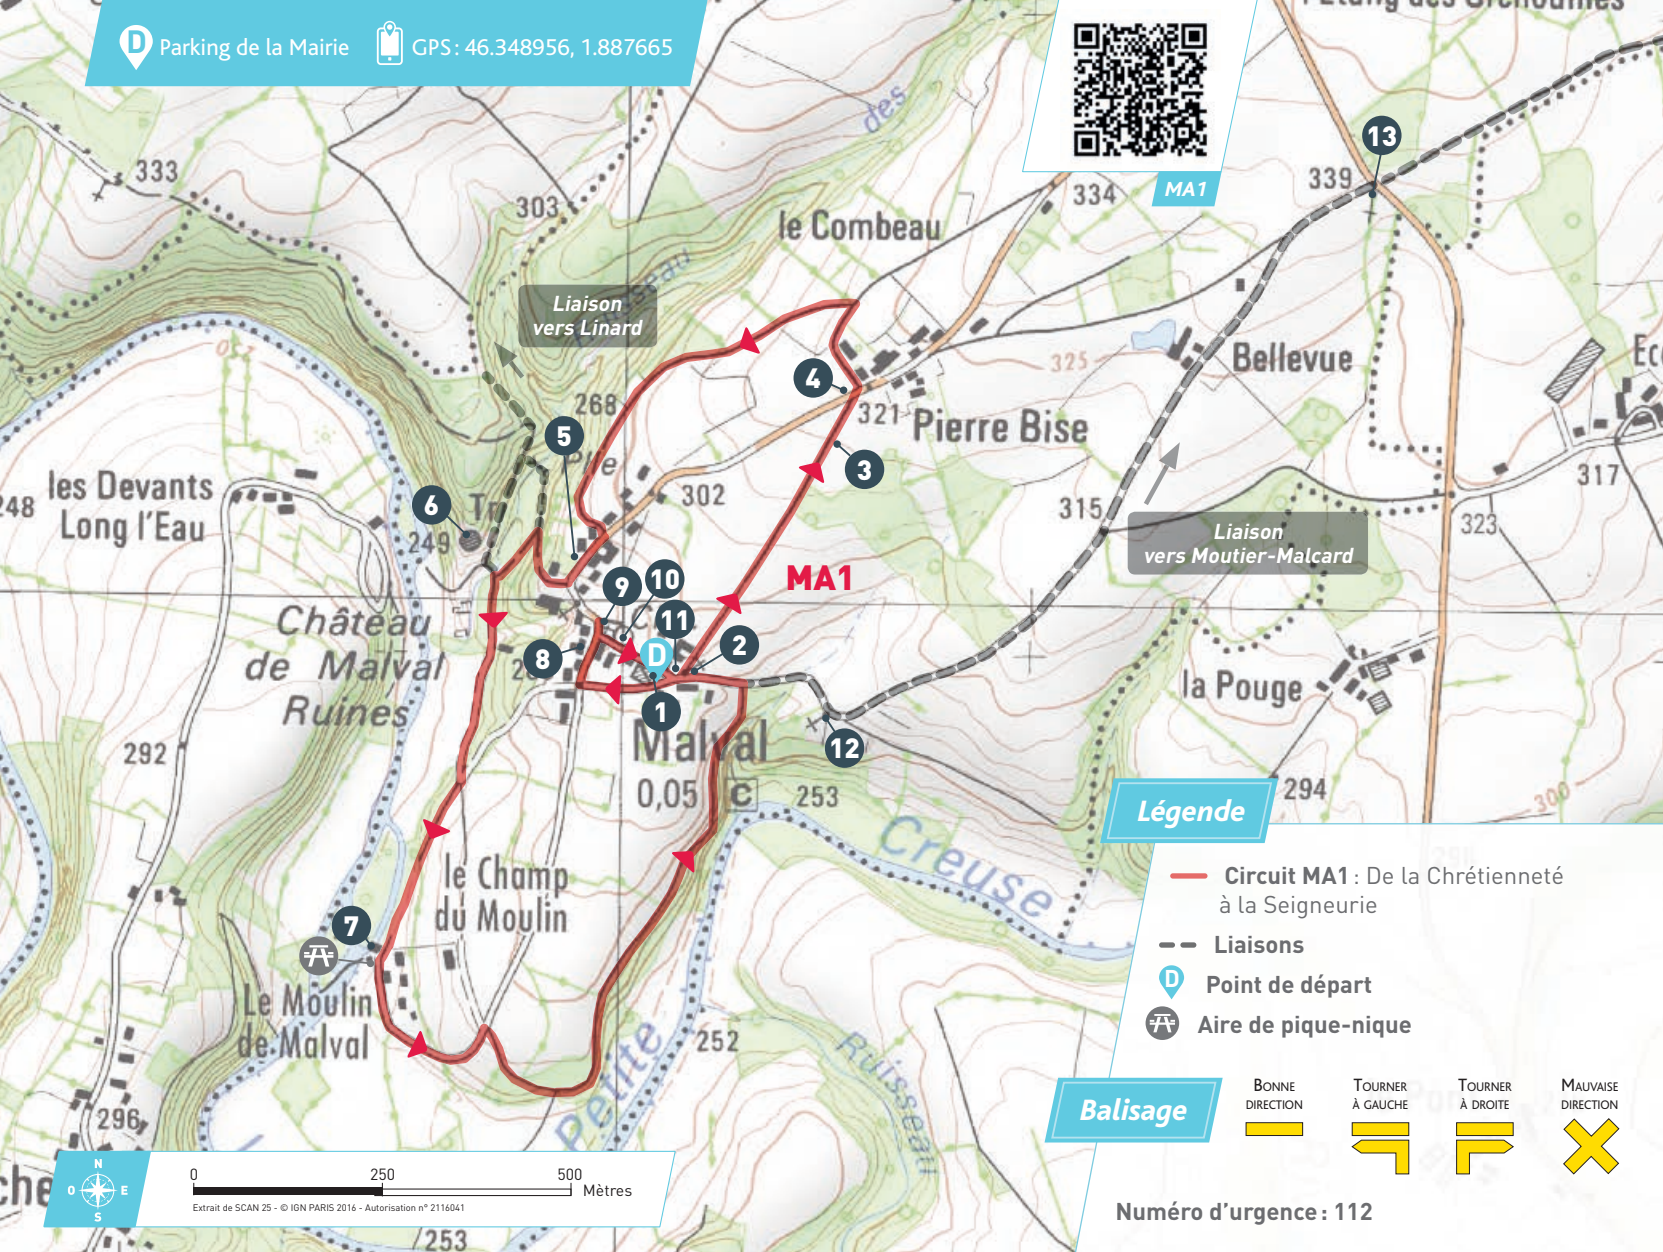 D Parking de la Mairie GPS : 46.348956, 1.887665
MA1
des
13
333
303
339
334
le Combeau
Ruisseau
Liaison
vers Linard
4
325
Bellevue
268
321
Pierre Bise
5
3
317
les Devants
Long l'Eau
248
6
Tr
249
302
315
323
Liaison
vers Moutier-Malcard
MA1
9
10
11
Château
de Malval
Ruines
8
D
2
la Pouge
1
Malval
0,05
C
253
12
292
294
300
Creuse
le Champ
du Moulin
7
Le Moulin
de Malval
252
Petite
Ruisseau
296
253
Légende
Circuit MA1 : De la Chrétienneté
à la Seigneurie
Liaisons
D Point de départ
Aire de pique-nique
Balisage
BONNE
DIRECTION
TOURNER
À GAUCHE
TOURNER
À DROITE
MAUVAISE
DIRECTION
Numéro d'urgence : 112
N
O E
S
0 250 500
Mètres
Extrait de SCAN 25 - © IGN PARIS 2016 - Autorisation n° 2116041